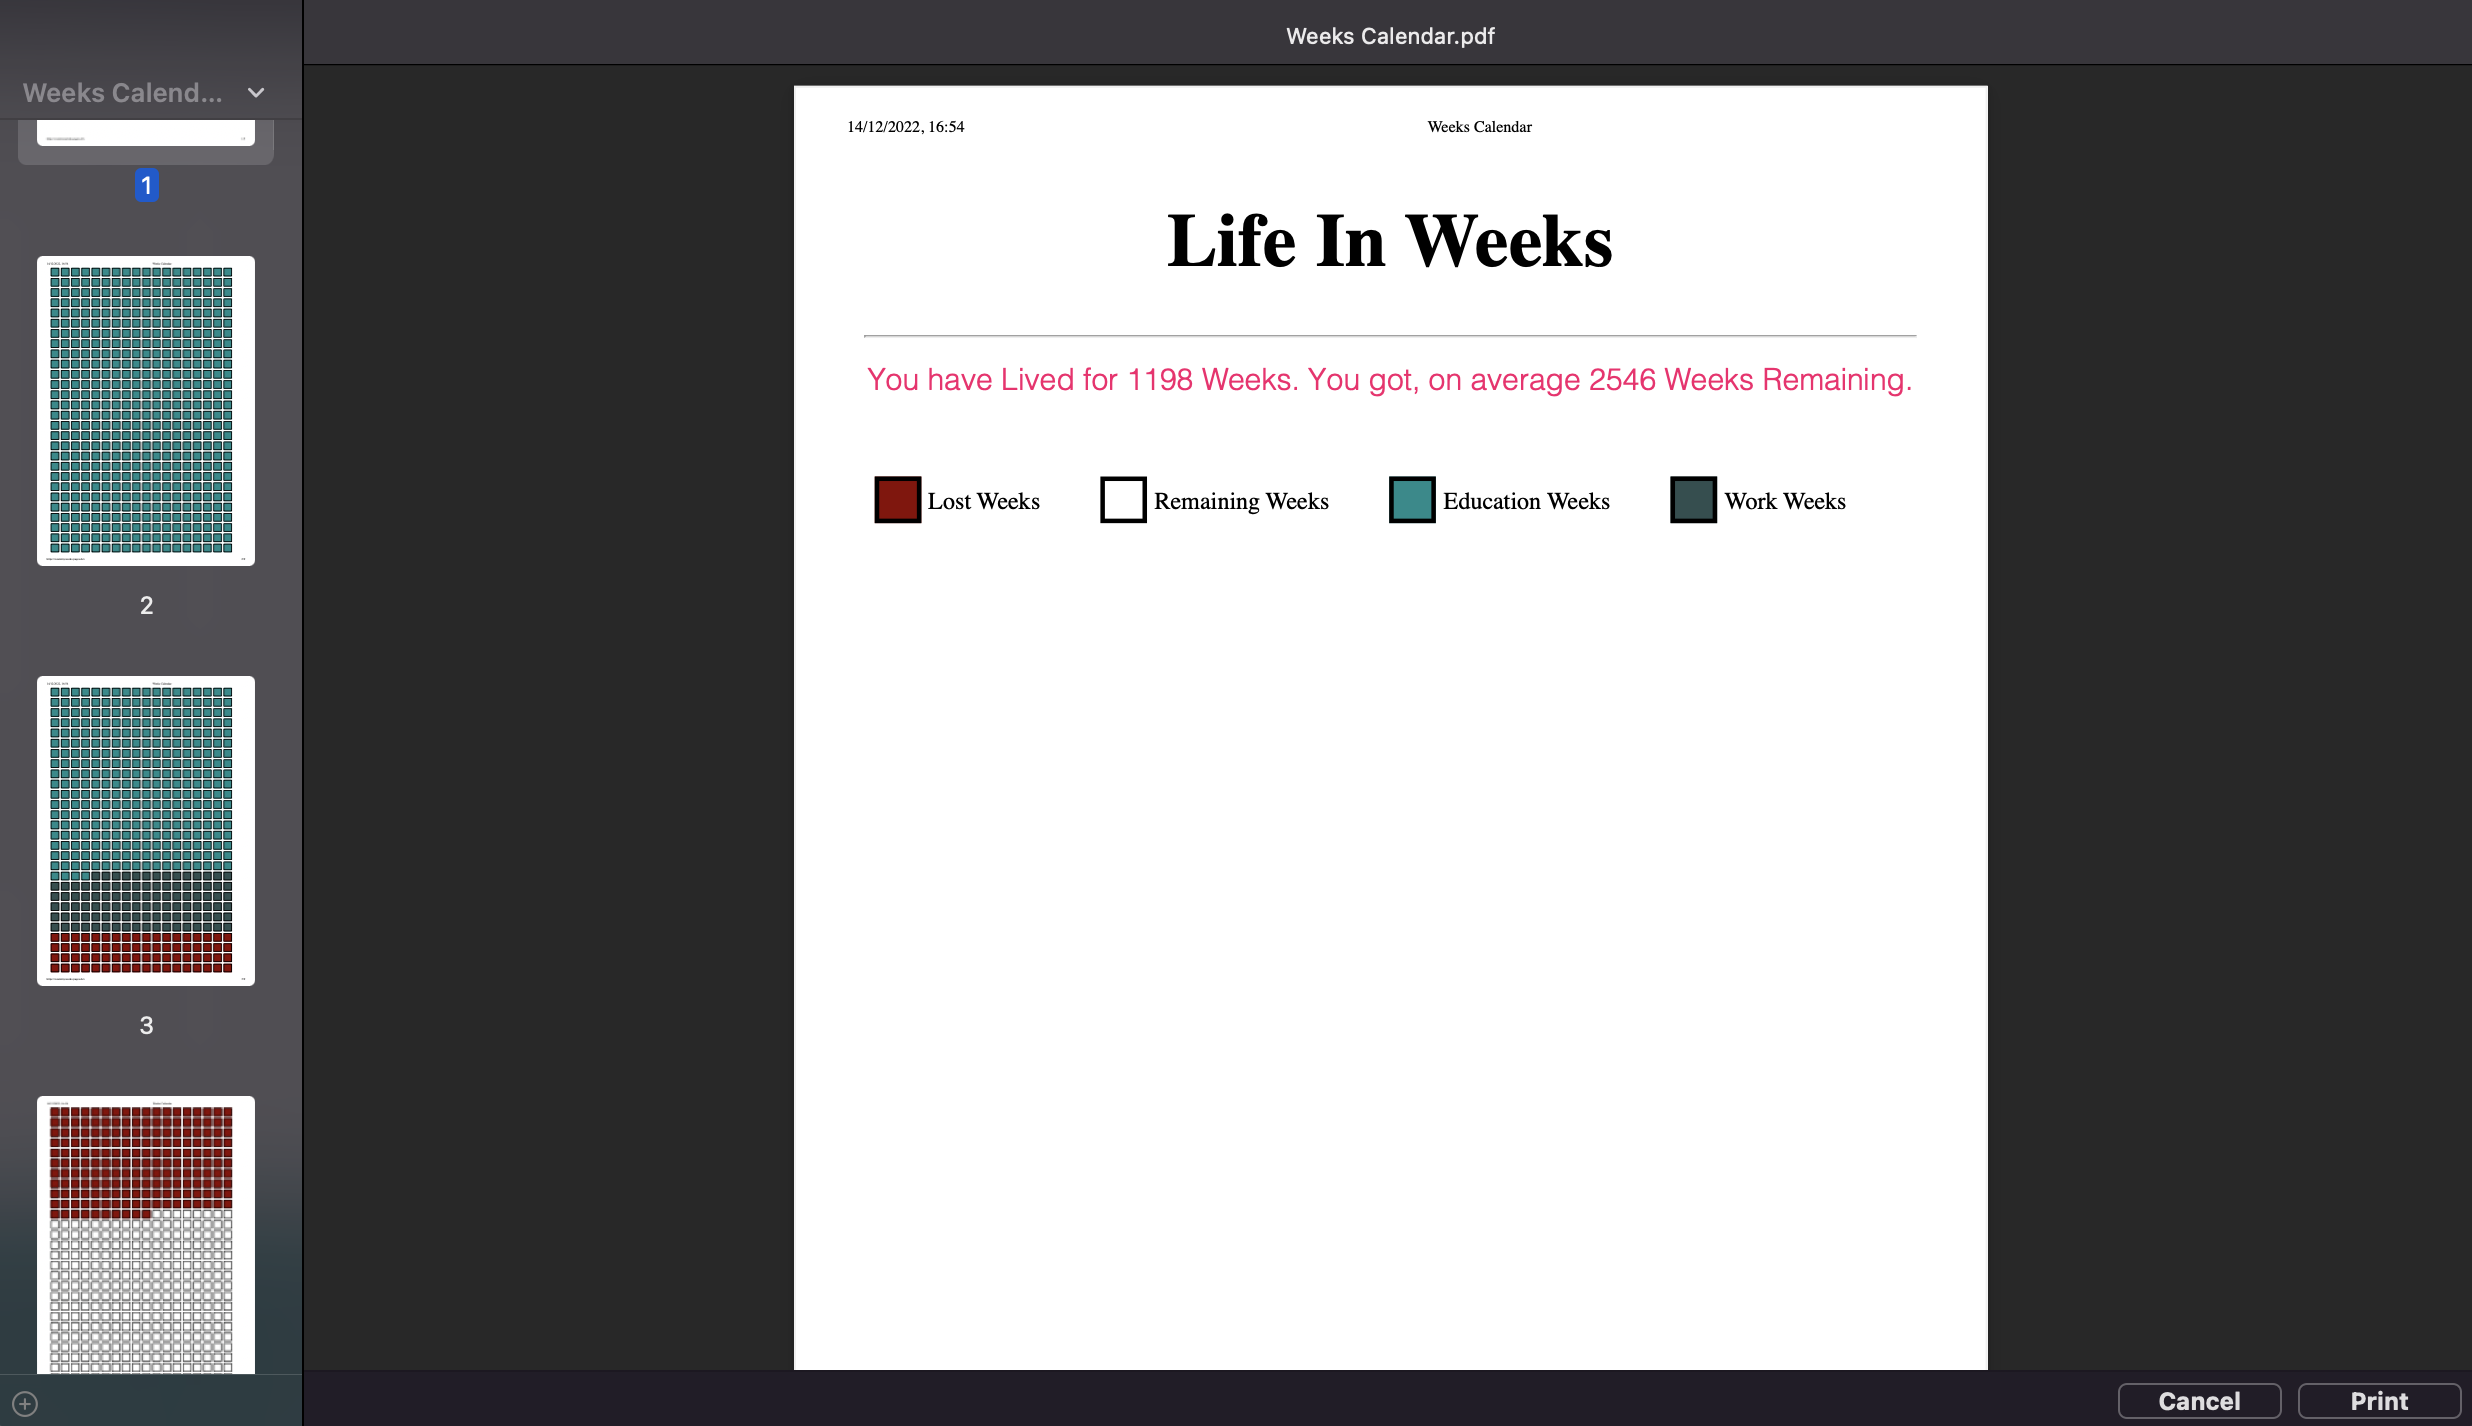 Weeks Calendar.pdf
Weeks Calend...
1
2
3
14/12/2022, 16:54
Weeks Calendar
Life In Weeks
You have Lived for 1198 Weeks. You got, on average 2546 Weeks Remaining.
Lost Weeks
Remaining Weeks
Education Weeks
Work Weeks
Cancel
Print